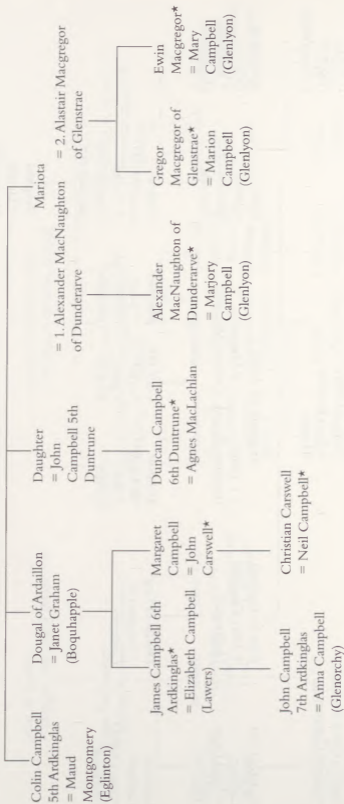 Colin Campbell
5th Ardkinglas
= Maud
Montgomery
(Eglinton)
Dougal of Ardaillon
= Janet Graham
(Boquhapple)
Daughter
= John
Campbell 5th
Duntrune
Mariota
= 1. Alexander MacNaughton
of Dunderarve
= 2. Alastair Macgregor
of Glenstrae
James Campbell 6th
Ardkinglas*
= Elizabeth Campbell
(Lawers)
Margaret
Campbell
= John
Carswell*
Duncan Campbell
6th Duntrune*
= Agnes MacLachlan
Alexander
MacNaughton of
Dunderarve*
= Marjory
Campbell
(Glenlyon)
Gregor
Macgregor of
Glenstrae*
= Marion
Campbell
(Glenlyon)
Ewin
Macgregor*
= Mary
Campbell
(Glenlyon)
John Campbell
7th Ardkinglas
= Anna Campbell
(Glenorchy)
Christian Carswell
= Neil Campbell*